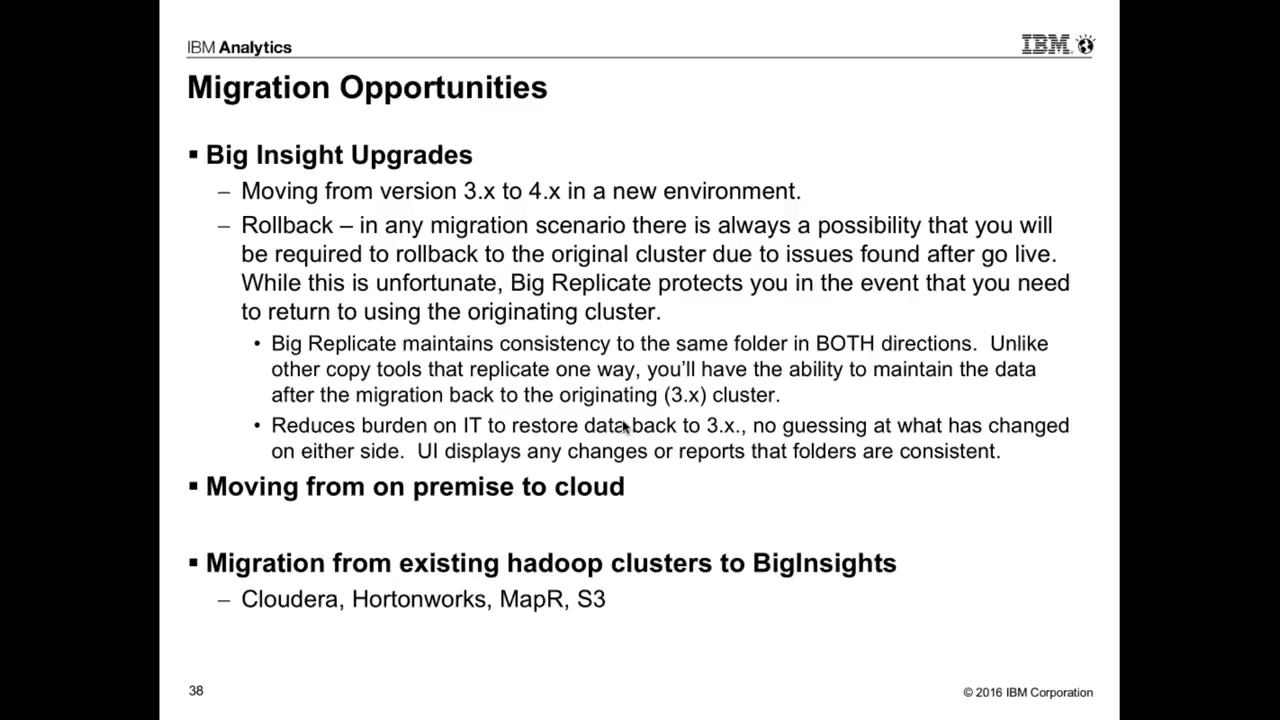 IBM Analytics
IBM
Migration Opportunities
▪ Big Insight Upgrades
– Moving from version 3.x to 4.x in a new environment.
– Rollback – in any migration scenario there is always a possibility that you will
be required to rollback to the original cluster due to issues found after go live.
While this is unfortunate, Big Replicate protects you in the event that you need
to return to using the originating cluster.
• Big Replicate maintains consistency to the same folder in BOTH directions.  Unlike
other copy tools that replicate one way, you’ll have the ability to maintain the data
after the migration back to the originating (3.x) cluster.
• Reduces burden on IT to restore data back to 3.x., no guessing at what has changed
on either side.  UI displays any changes or reports that folders are consistent.
▪ Moving from on premise to cloud
▪ Migration from existing hadoop clusters to BigInsights
– Cloudera, Hortonworks, MapR, S3
38
© 2016 IBM Corporation